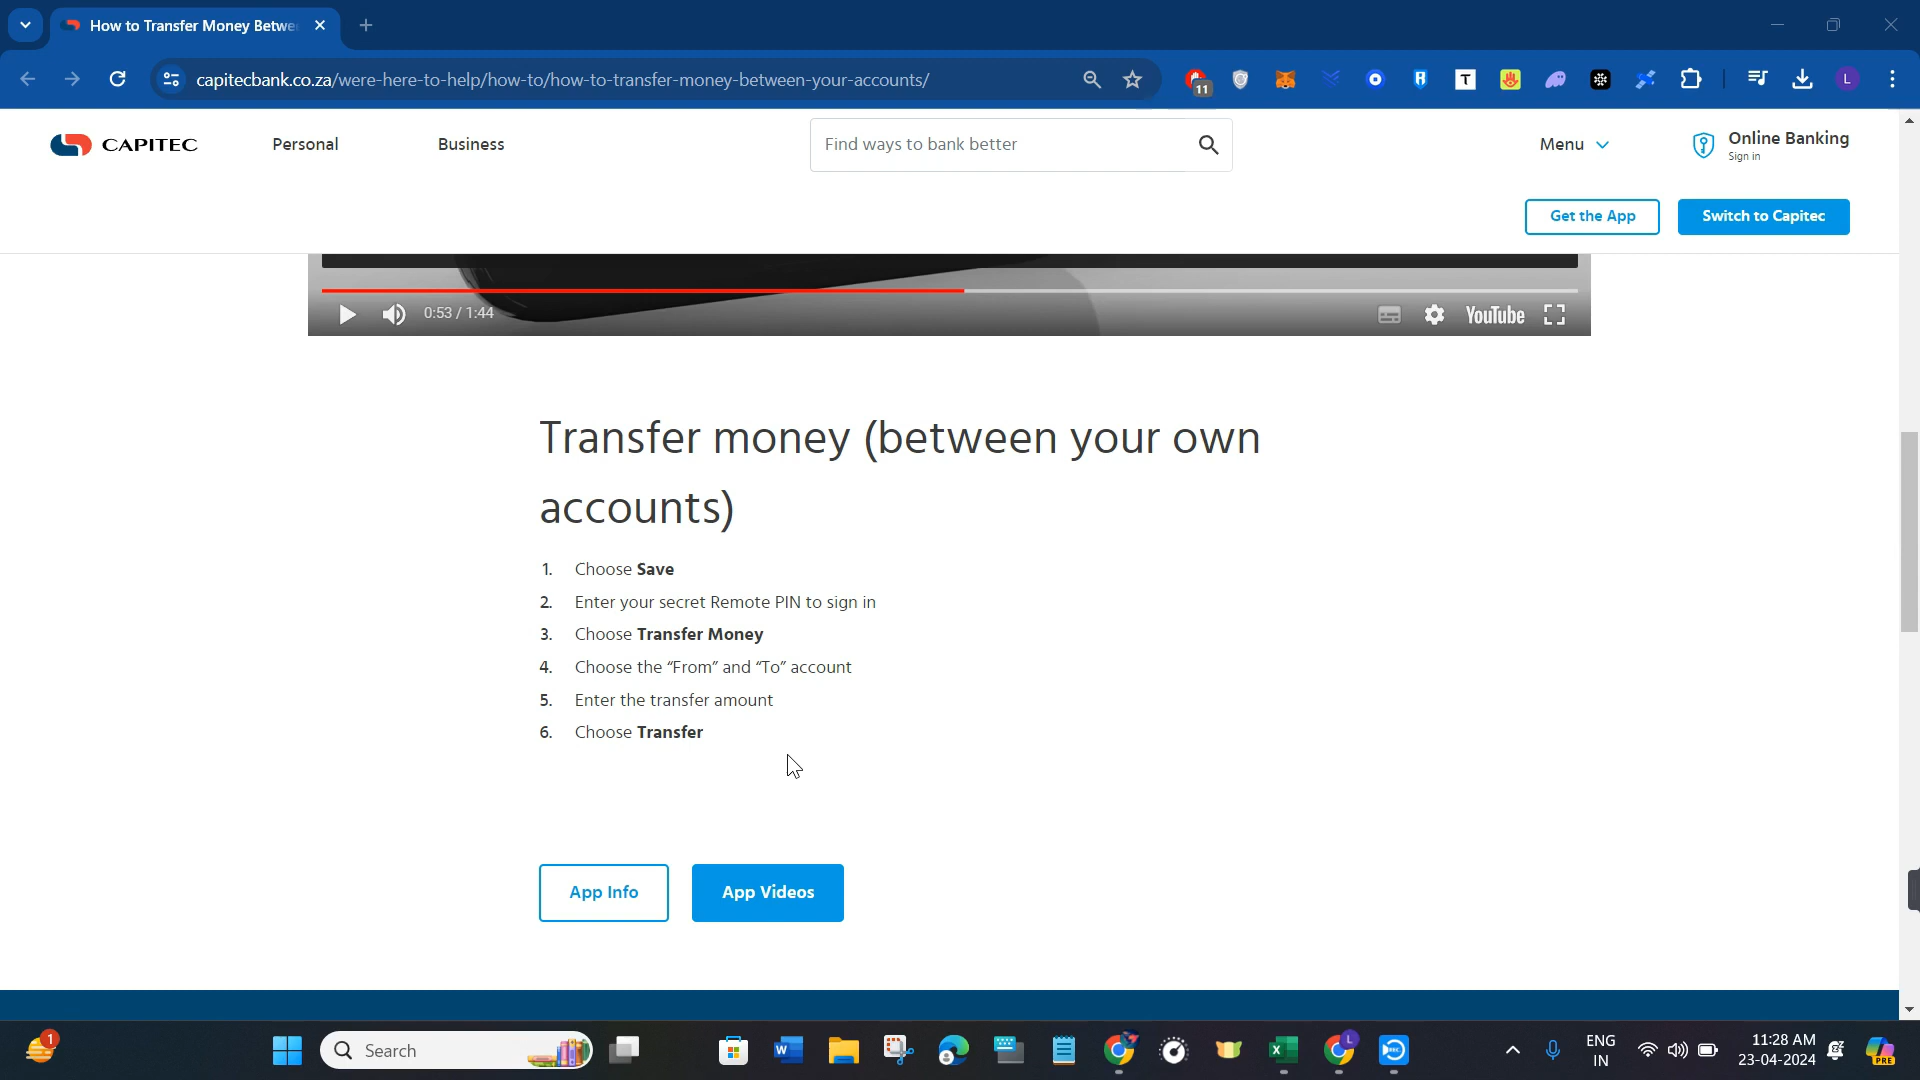 How to Transfer Money Betwe
capitecbank.co.za/were-here-to-help/how-to/how-to-transfer-money-between-your-accounts/
11
T
L
CAPITEC
Personal
Business
Find ways to bank better
Menu
Online Banking
Sign in
Get the App
Switch to Capitec
0:53 / 1:44
YouTube
Transfer money (between your own
accounts)
1. Choose Save
2. Enter your secret Remote PIN to sign in
3. Choose Transfer Money
4. Choose the “From” and “To” account
5. Enter the transfer amount
6. Choose Transfer
App Info
App Videos
1
Search
ENG
IN
11:28 AM
23-04-2024
PRE